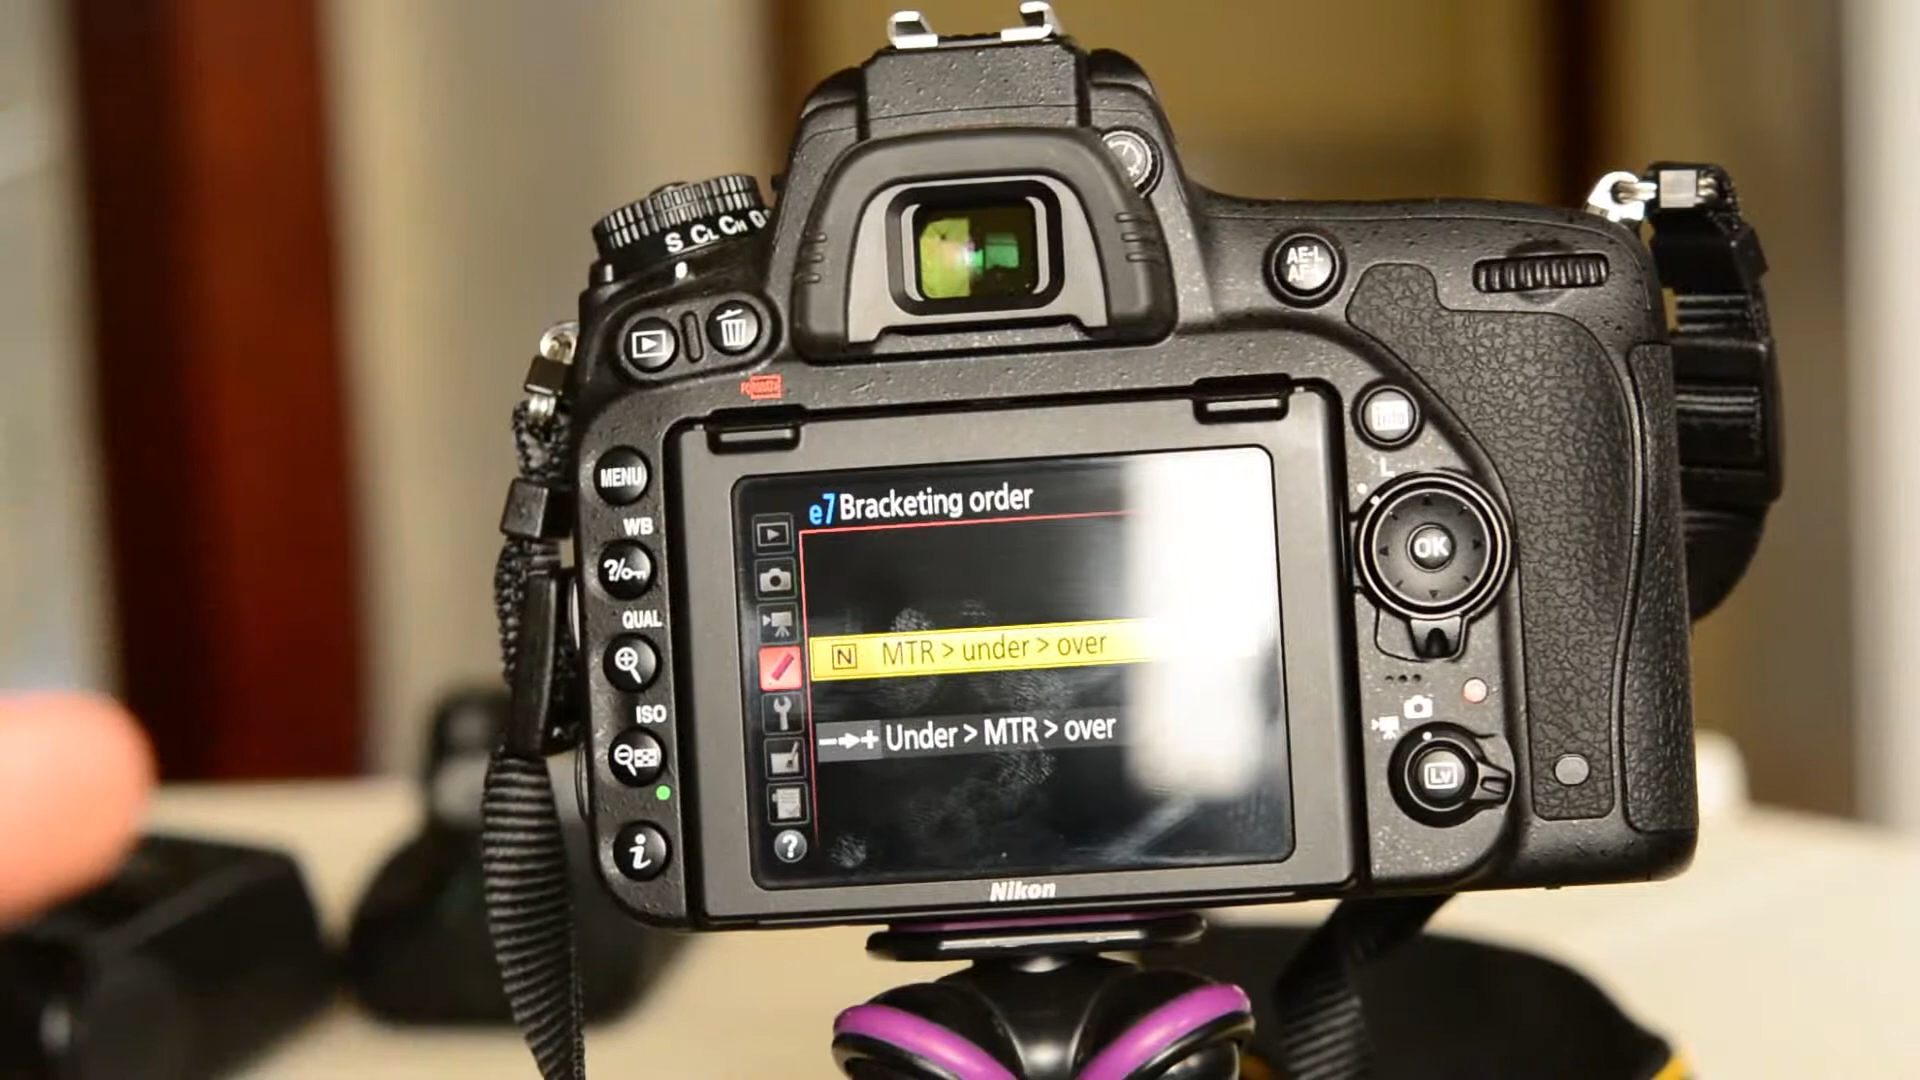 S CL CH Q
AE-L
AF-L
info
L
MENU
WB
?
QUAL
ISO
i
e7 Bracketing order
N MTR > under > over
Under > MTR > over
?
OK
Lv
Nikon